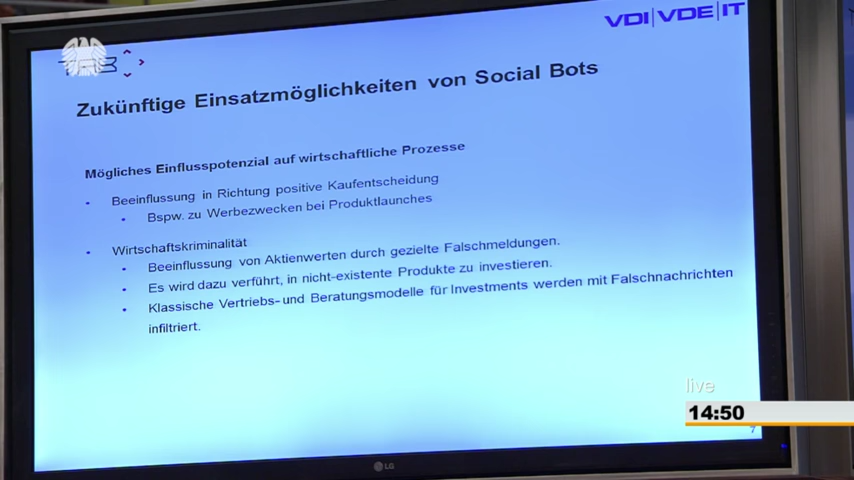 VDI|VDE|IT
Zukünftige Einsatzmöglichkeiten von Social Bots
Mögliches Einflusspotenzial auf wirtschaftliche Prozesse
• Beeinflussung in Richtung positive Kaufentscheidung
• Bspw. zu Werbezwecken bei Produktlaunches
• Wirtschaftskriminalität
• Beeinflussung von Aktienwerten durch gezielte Falschmeldungen.
• Es wird dazu verführt, in nicht-existente Produkte zu investieren.
• Klassische Vertriebs- und Beratungsmodelle für Investments werden mit Falschnachrichten
infiltriert.
live
14:50
7
LG